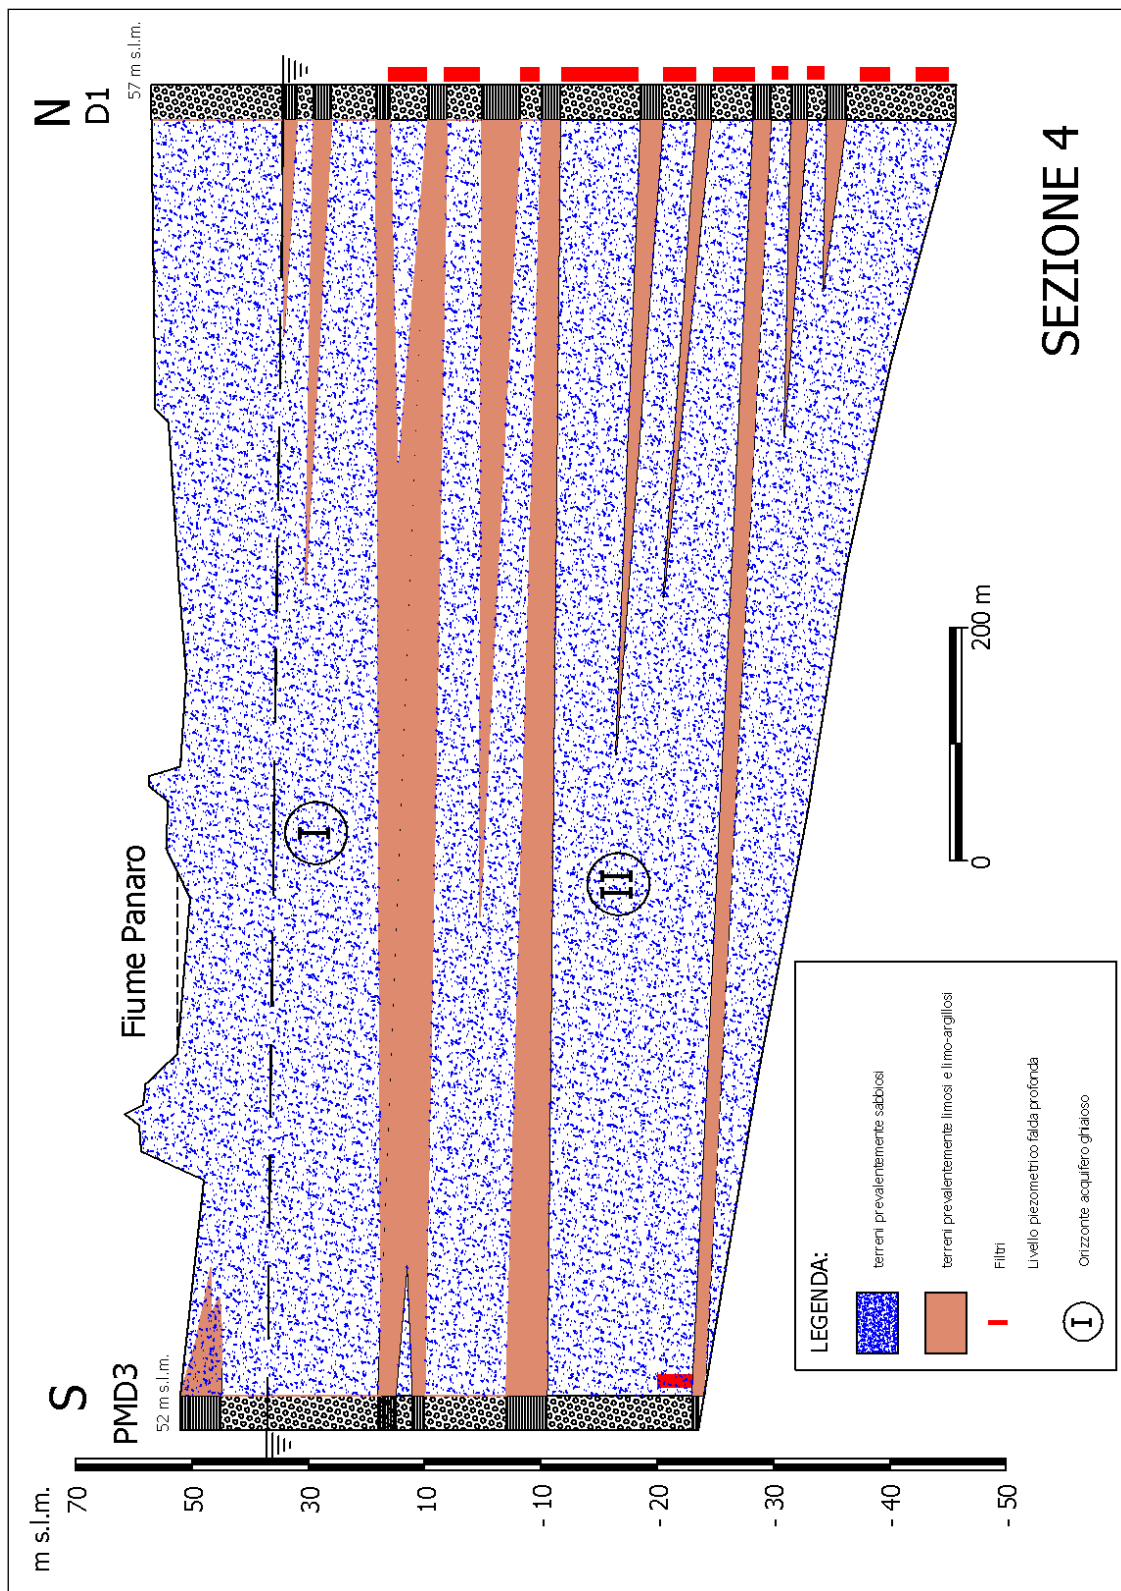 m s.l.m.
70
50
30
10
- 10
- 20
- 30
- 40
- 50
S
PMD3
52 m s.l.m.
Fiume Panaro
N
D1
57 m s.l.m.
I
II
SEZIONE 4
0
200 m
LEGENDA:
terreni prevalentemente sabbiosi
terreni prevalentemente limosi e limo-argillosi
Filtri
Livello piezometrico falda profonda
I
Orizzonte acquifero ghiaioso